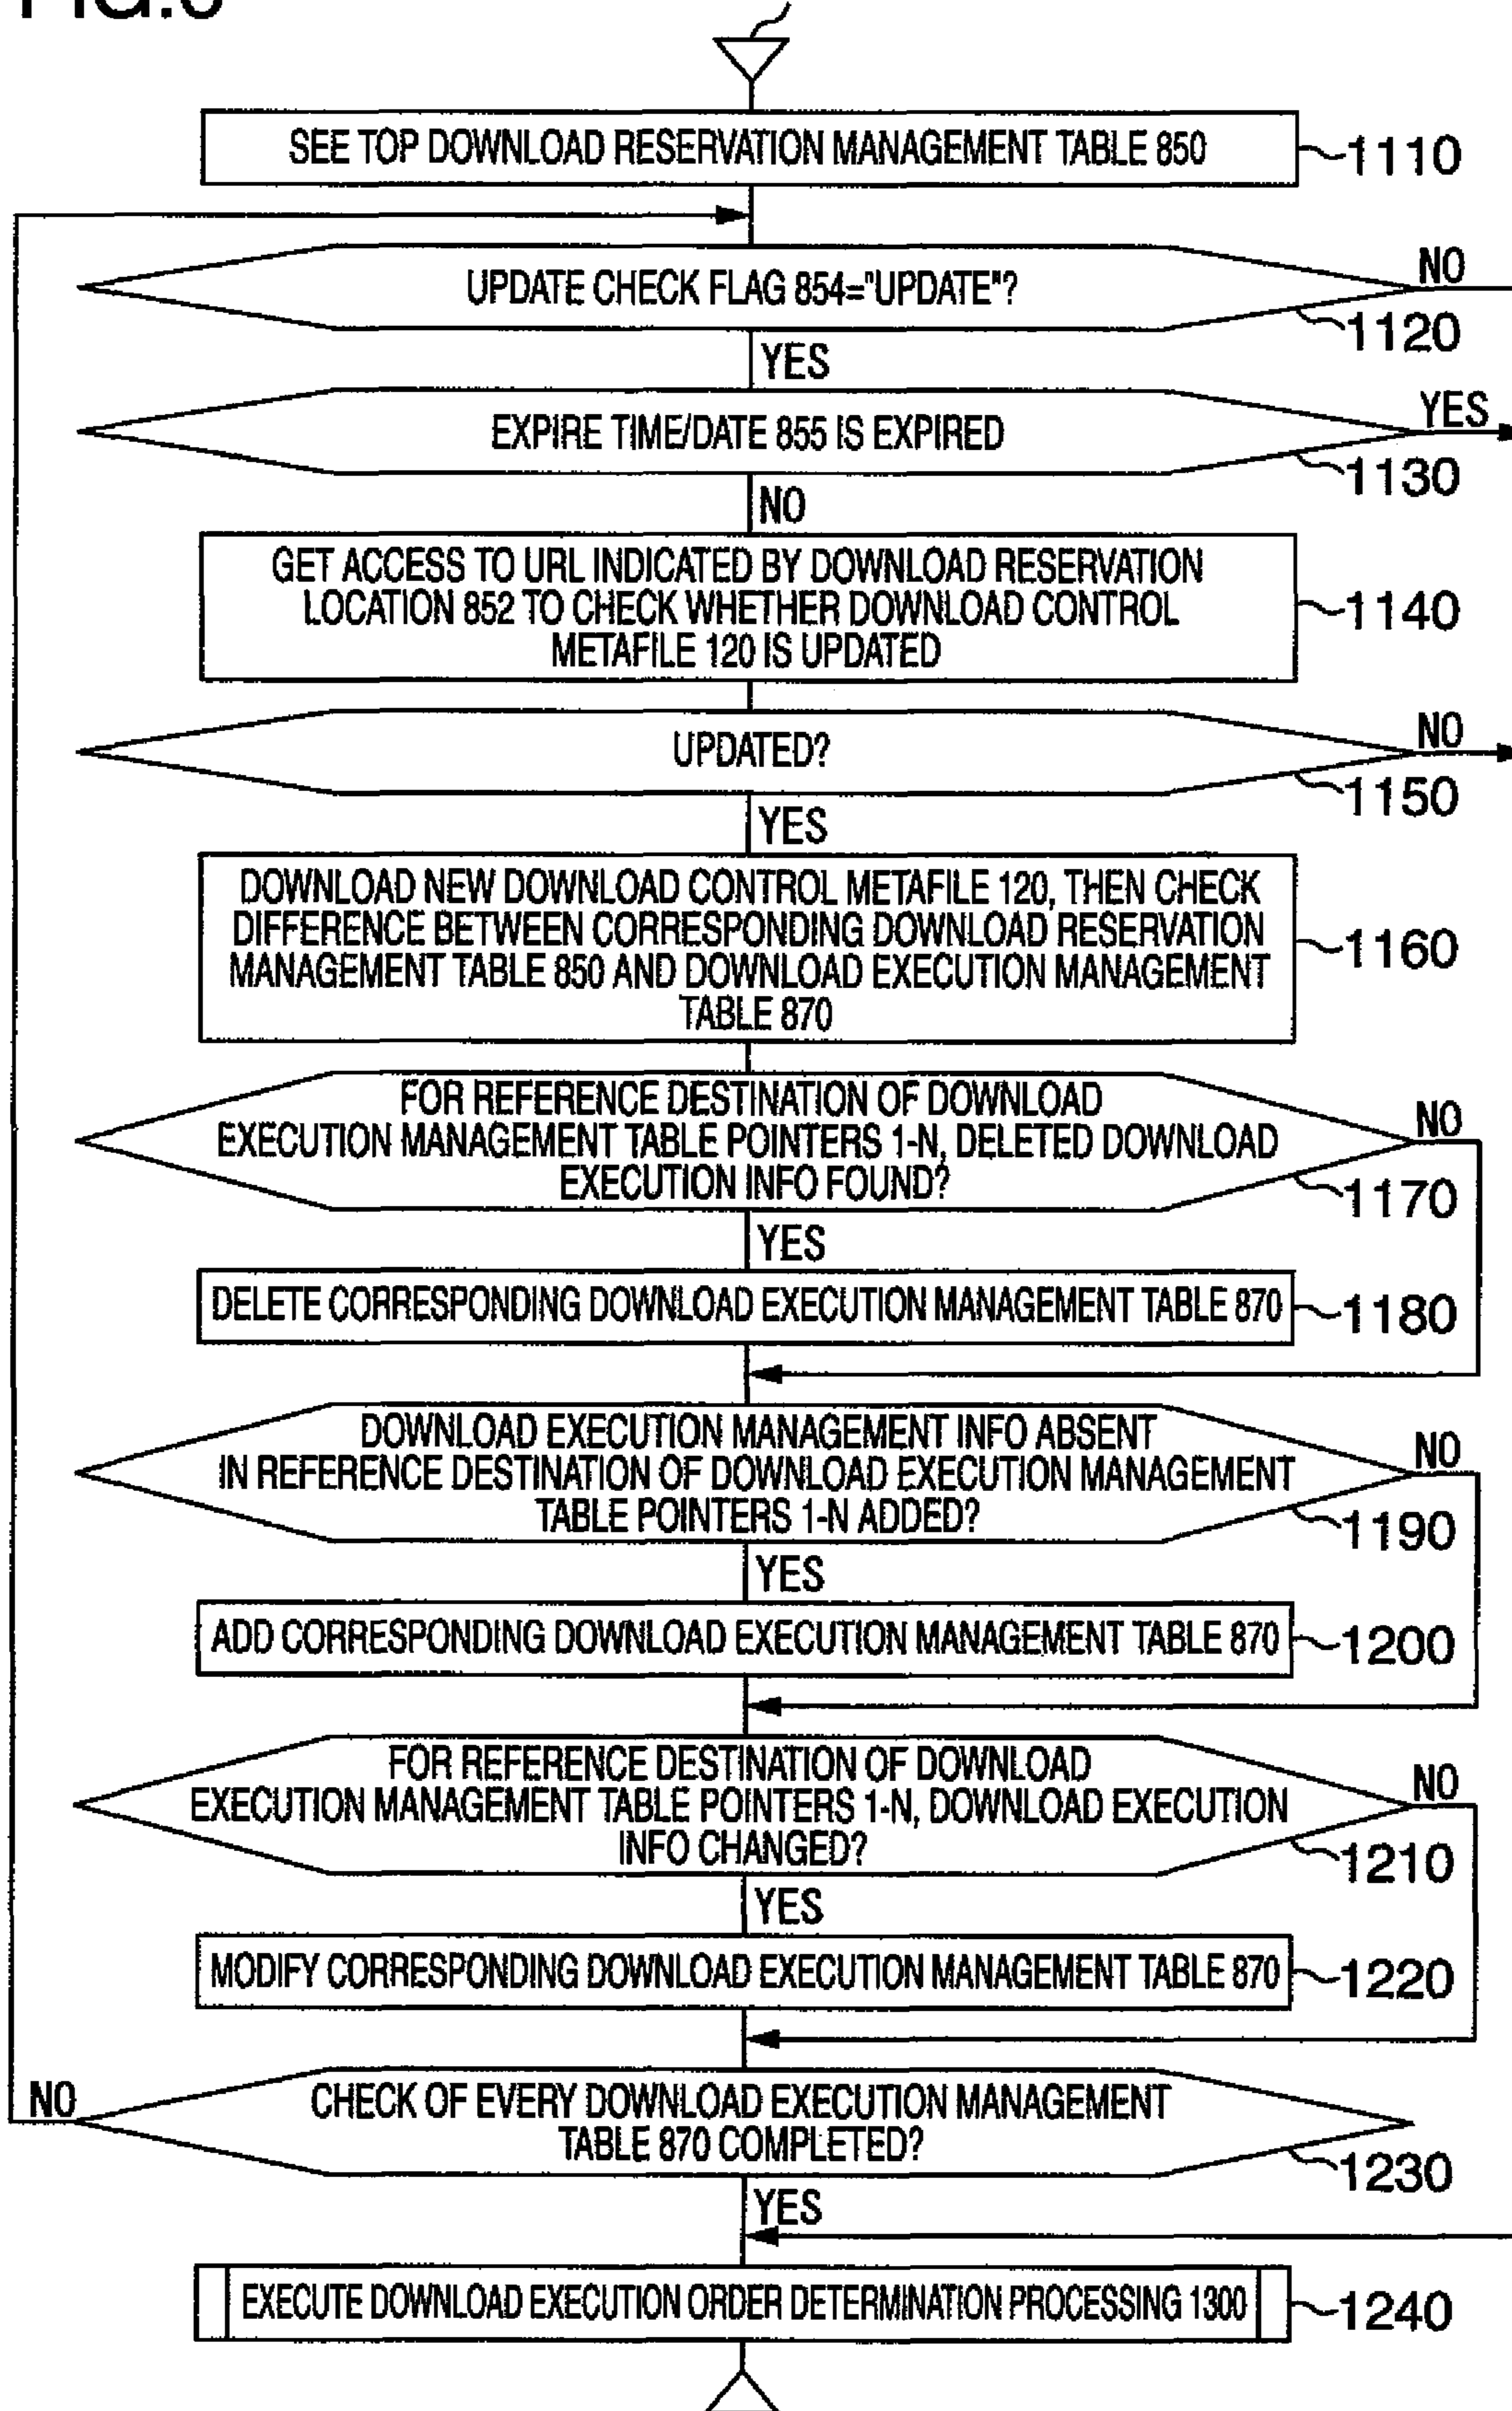 SEE TOP DOWNLOAD RESERVATION MANAGEMENT TABLE 850
1110
UPDATE CHECK FLAG 854="UPDATE"?
NO
1120
YES
EXPIRE TIME/DATE 855 IS EXPIRED
YES
1130
NO
GET ACCESS TO URL INDICATED BY DOWNLOAD RESERVATION
LOCATION 852 TO CHECK WHETHER DOWNLOAD CONTROL
METAFILE 120 IS UPDATED
1140
UPDATED?
NO
1150
YES
DOWNLOAD NEW DOWNLOAD CONTROL METAFILE 120, THEN CHECK
DIFFERENCE BETWEEN CORRESPONDING DOWNLOAD RESERVATION
MANAGEMENT TABLE 850 AND DOWNLOAD EXECUTION MANAGEMENT
TABLE 870
1160
FOR REFERENCE DESTINATION OF DOWNLOAD
EXECUTION MANAGEMENT TABLE POINTERS 1-N, DELETED DOWNLOAD
EXECUTION INFO FOUND?
NO
1170
YES
DELETE CORRESPONDING DOWNLOAD EXECUTION MANAGEMENT TABLE 870
1180
DOWNLOAD EXECUTION MANAGEMENT INFO ABSENT
IN REFERENCE DESTINATION OF DOWNLOAD EXECUTION MANAGEMENT
TABLE POINTERS 1-N ADDED?
NO
1190
YES
ADD CORRESPONDING DOWNLOAD EXECUTION MANAGEMENT TABLE 870
1200
FOR REFERENCE DESTINATION OF DOWNLOAD
EXECUTION MANAGEMENT TABLE POINTERS 1-N, DOWNLOAD EXECUTION
INFO CHANGED?
NO
1210
YES
MODIFY CORRESPONDING DOWNLOAD EXECUTION MANAGEMENT TABLE 870
1220
NO
CHECK OF EVERY DOWNLOAD EXECUTION MANAGEMENT
TABLE 870 COMPLETED?
1230
YES
EXECUTE DOWNLOAD EXECUTION ORDER DETERMINATION PROCESSING 1300
1240